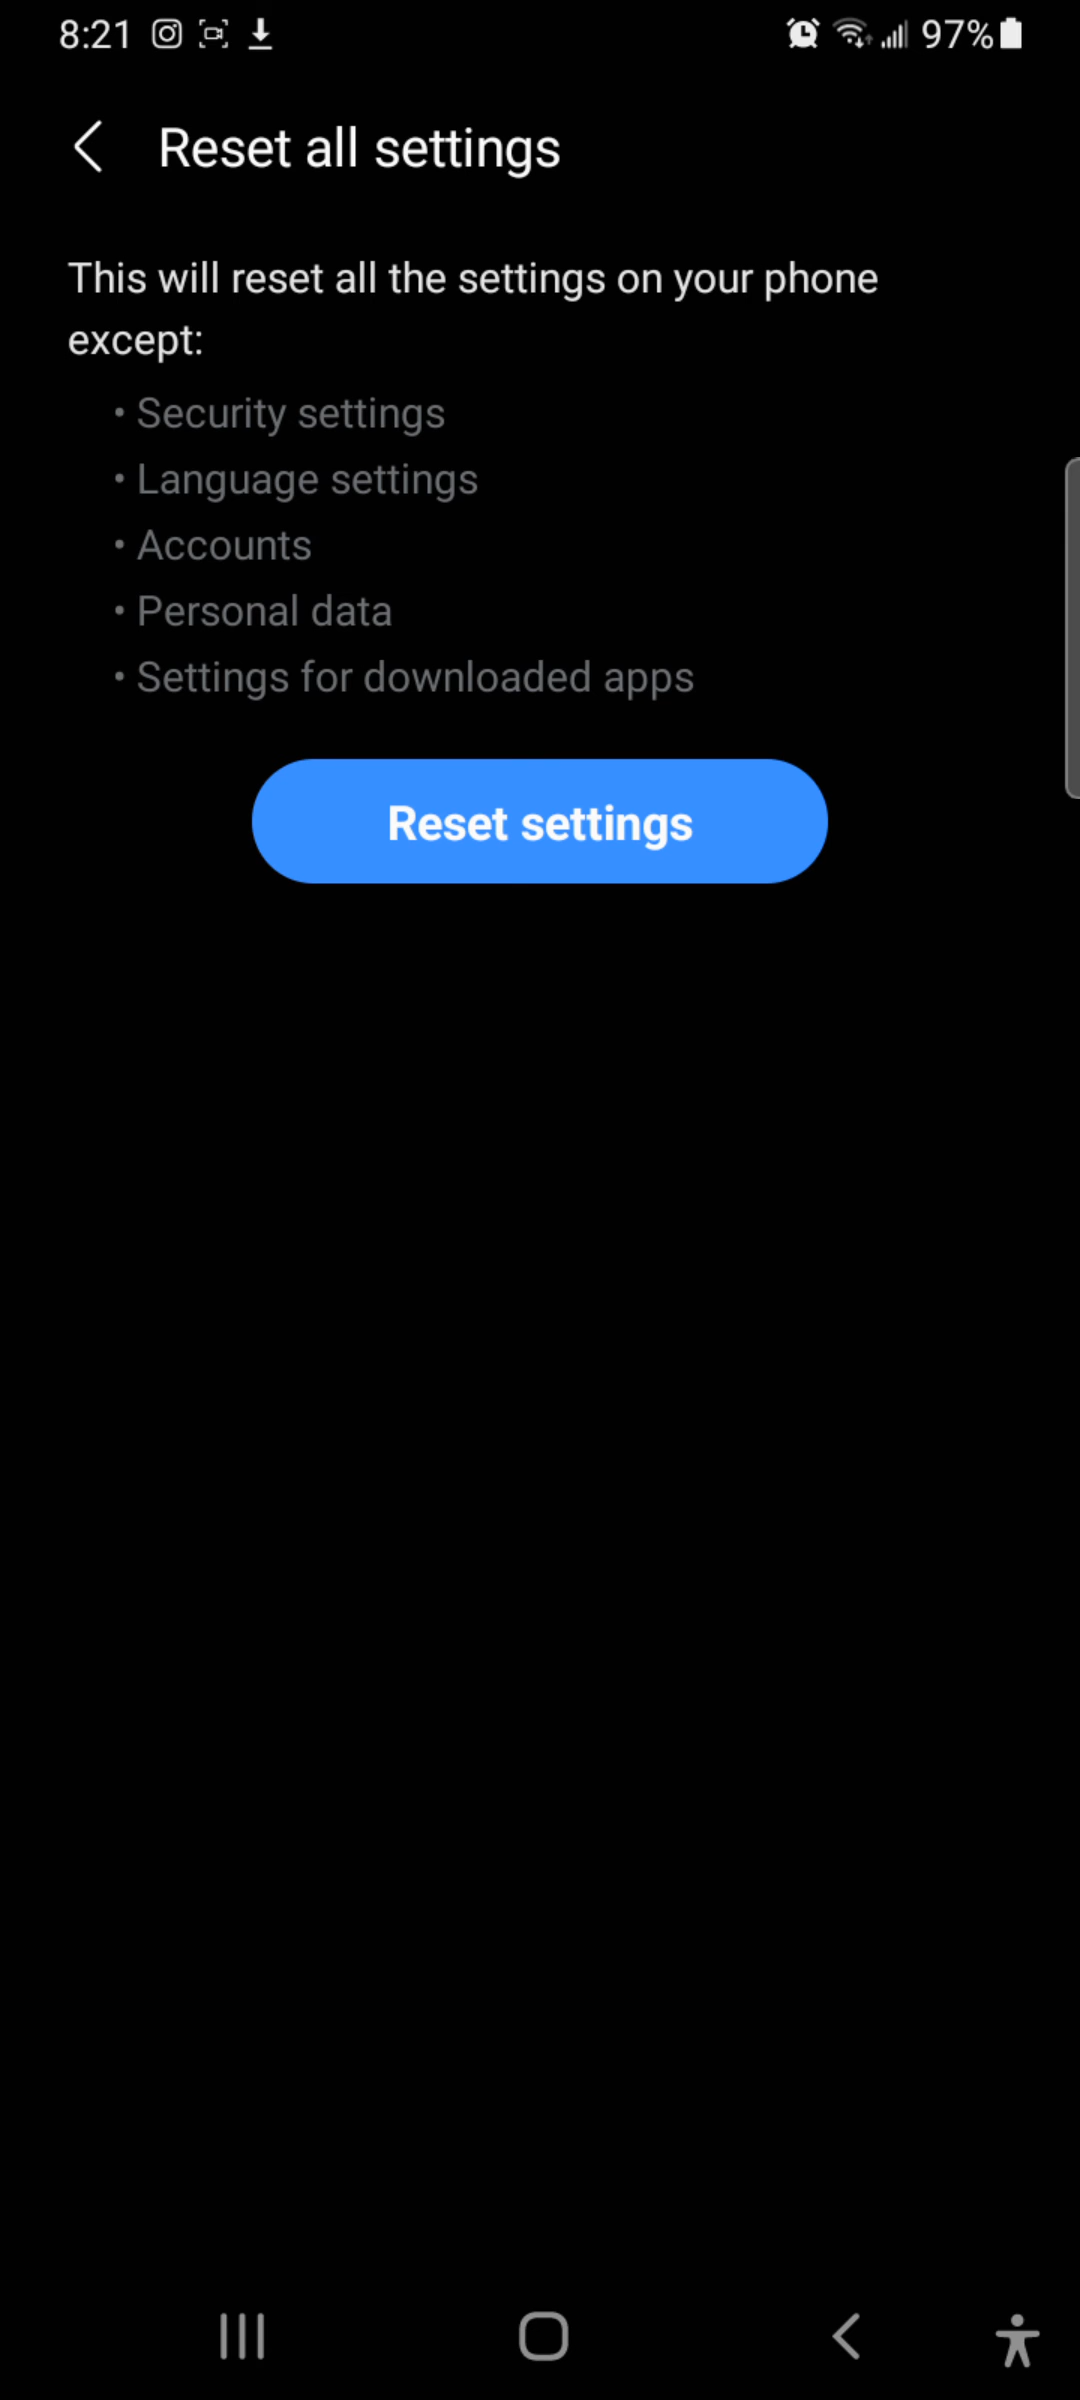 8:21 97%
Reset all settings
This will reset all the settings on your phone
except:
• Security settings
• Language settings
• Accounts
• Personal data
• Settings for downloaded apps
Reset settings